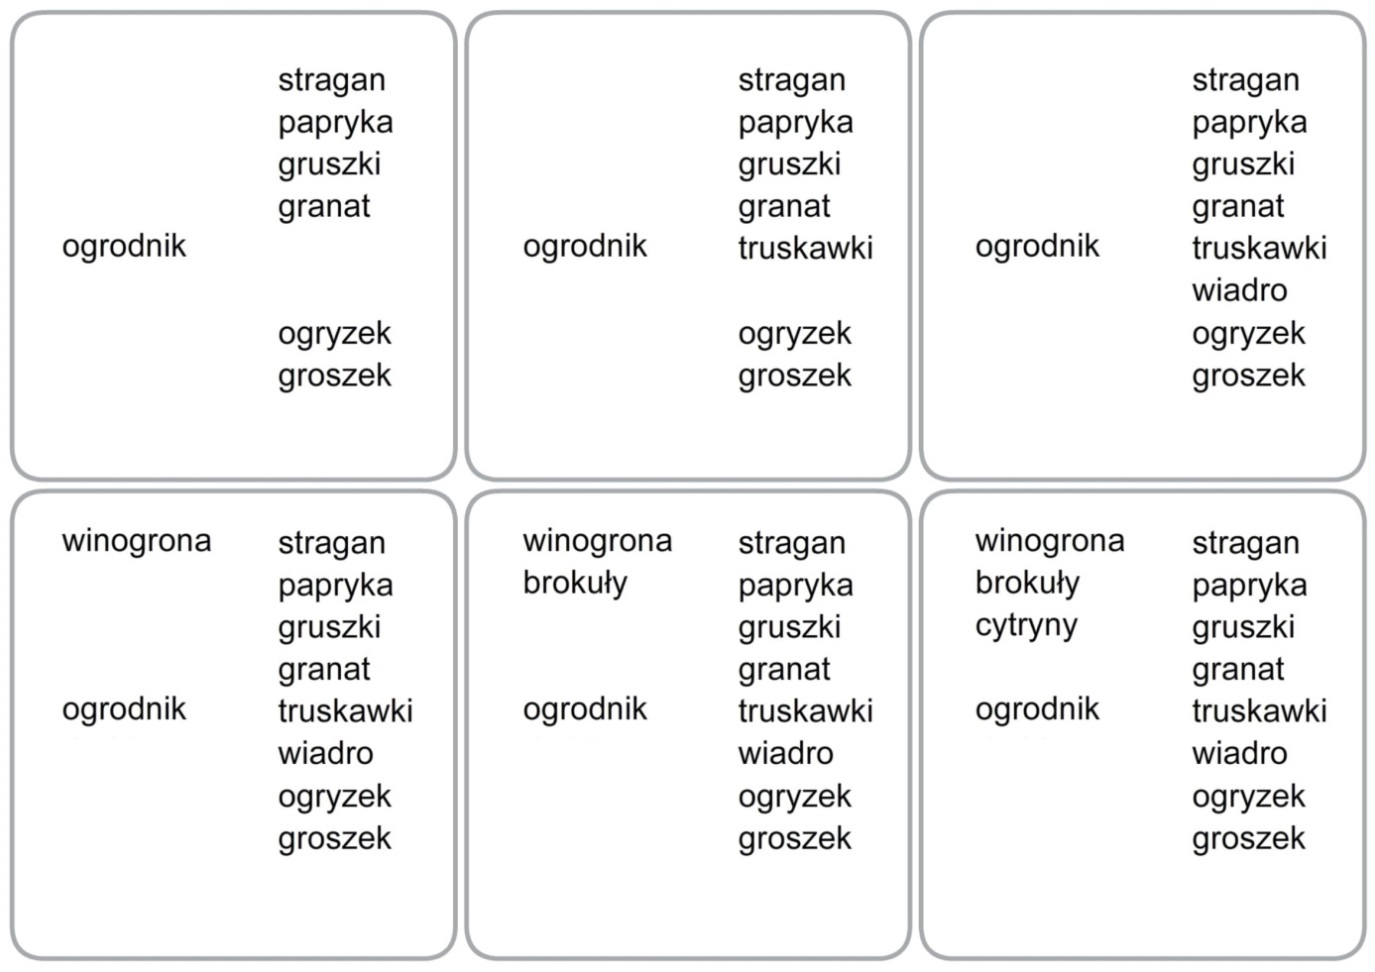 stragan
papryka
gruszki
granat
ogrodnik
ogryzek
groszek
stragan
papryka
gruszki
granat
ogrodnik truskawki
ogryzek
groszek
stragan
papryka
gruszki
granat
ogrodnik truskawki
wiadro
ogryzek
groszek
winogrona stragan
papryka
gruszki
granat
ogrodnik truskawki
wiadro
ogryzek
groszek
winogrona stragan
brokuły papryka
gruszki
granat
ogrodnik truskawki
wiadro
ogryzek
groszek
winogrona stragan
brokuły papryka
cytryny gruszki
granat
ogrodnik truskawki
wiadro
ogryzek
groszek